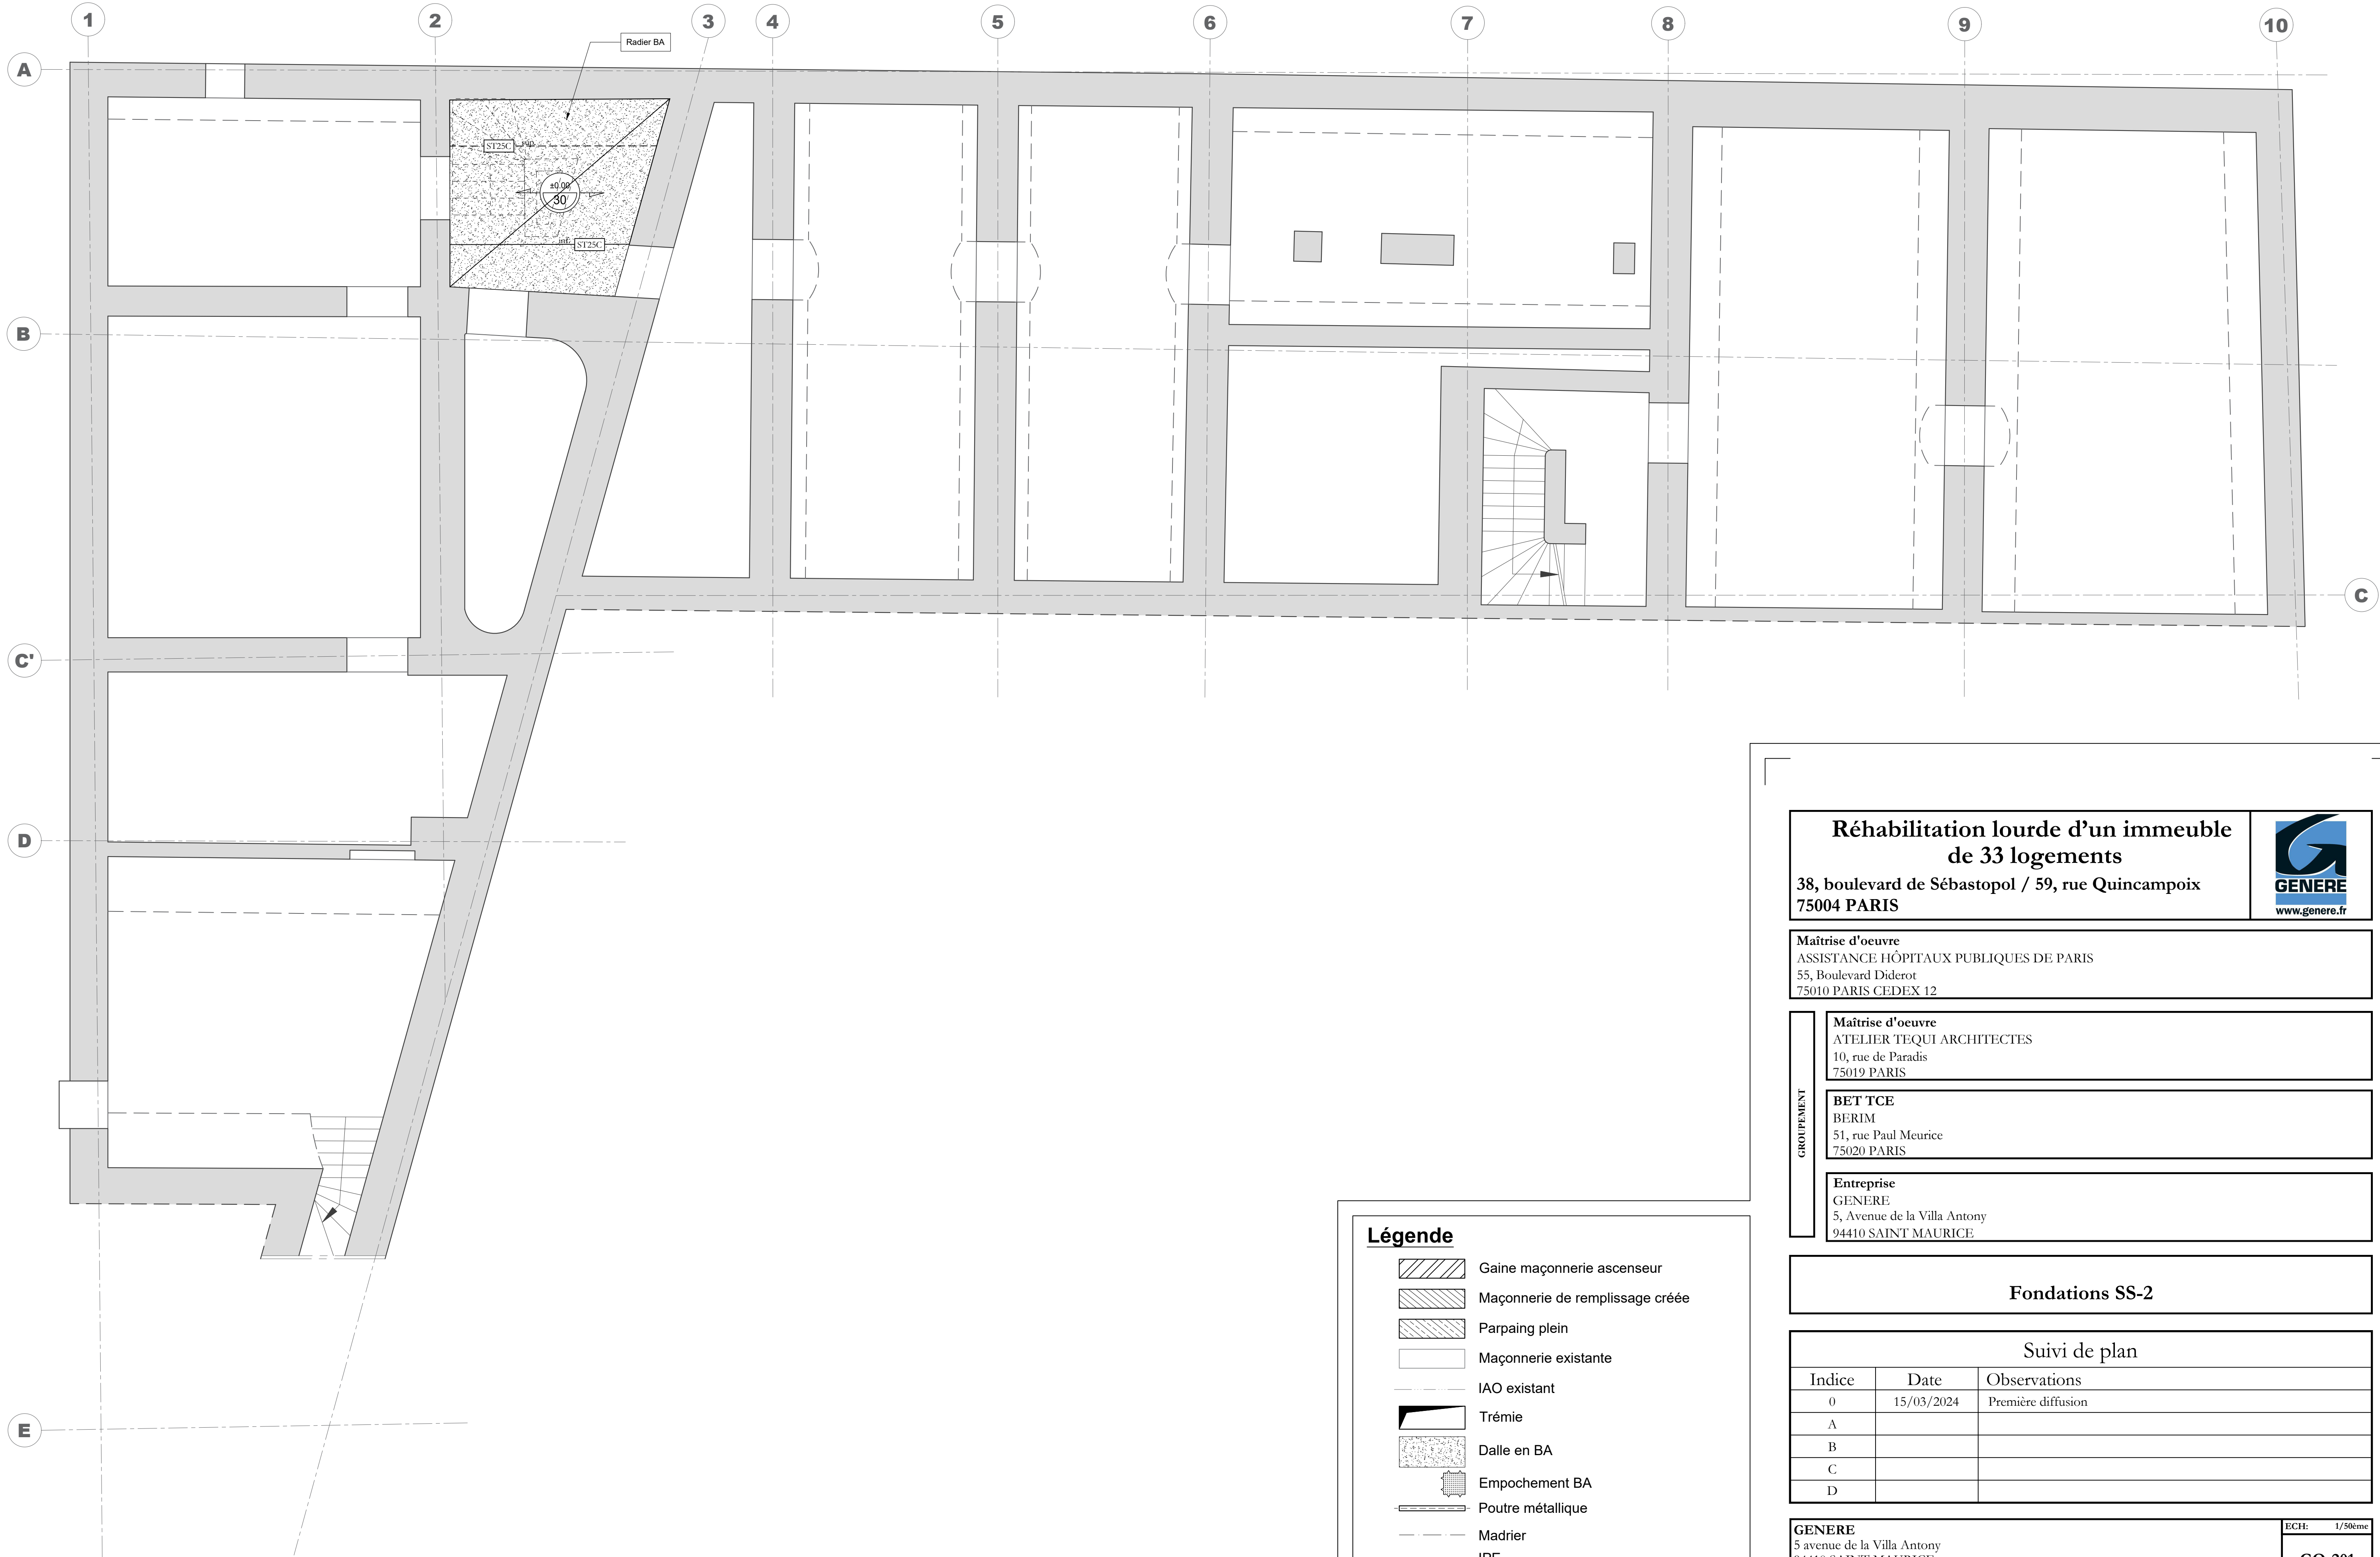 1
2
3
4
5
6
7
8
9
10
A
B
C
C'
D
E
Radier BA
ST25C sup.
±0.00
30
inf. ST25C
Réhabilitation lourde d’un immeuble
de 33 logements
38, boulevard de Sébastopol / 59, rue Quincampoix
75004 PARIS
GENERE
www.genere.fr
Maîtrise d'oeuvre
ASSISTANCE HÔPITAUX PUBLIQUES DE PARIS
55, Boulevard Diderot
75010 PARIS CEDEX 12
GROUPEMENT
Maîtrise d'oeuvre
ATELIER TEQUI ARCHITECTES
10, rue de Paradis
75019 PARIS
BET TCE
BERIM
51, rue Paul Meurice
75020 PARIS
Entreprise
GENERE
5, Avenue de la Villa Antony
94410 SAINT MAURICE
Fondations SS-2
Suivi de plan
Indice Date Observations
0 15/03/2024 Première diffusion
A
B
C
D
GENERE
5 avenue de la Villa Antony
94410 SAINT MAURICE
ECH: 1/50ème
Légende
Gaine maçonnerie ascenseur
Maçonnerie de remplissage créée
Parpaing plein
Maçonnerie existante
IAO existant
Trémie
Dalle en BA
Empochement BA
Poutre métallique
Madrier